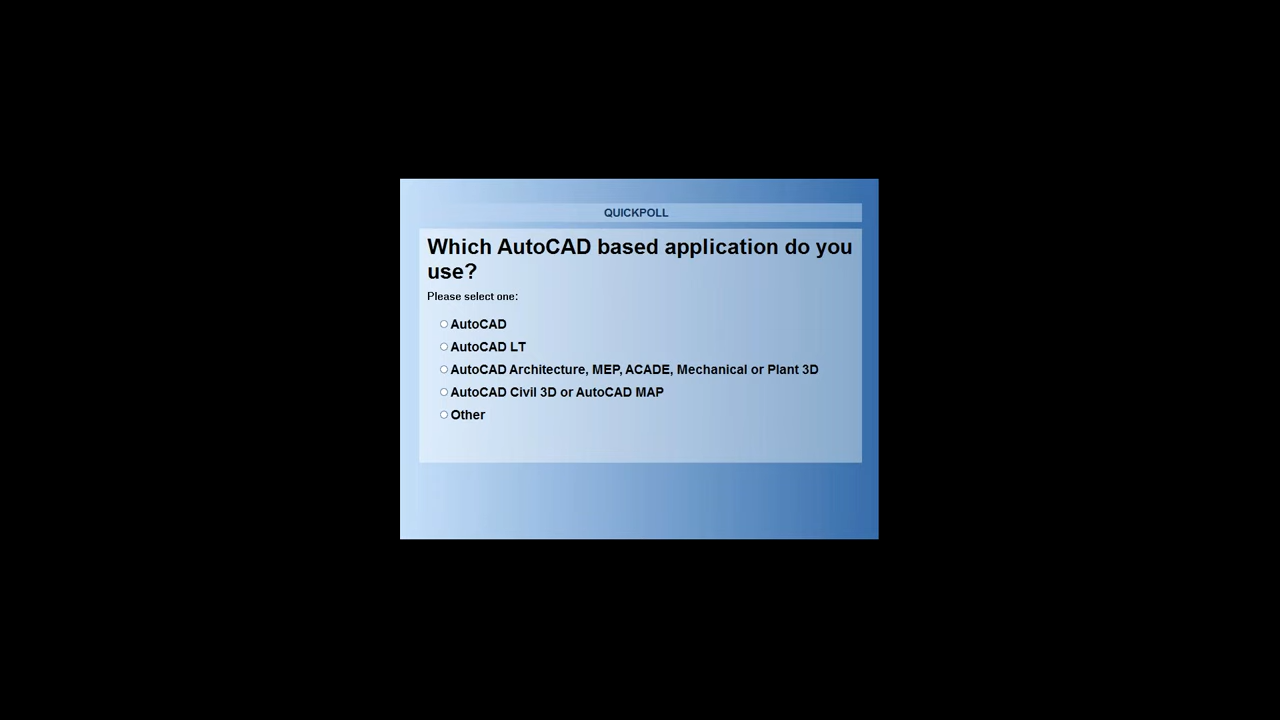 QUICKPOLL
Which AutoCAD based application do you
use?
Please select one:
AutoCAD
AutoCAD LT
AutoCAD Architecture, MEP, ACADE, Mechanical or Plant 3D
AutoCAD Civil 3D or AutoCAD MAP
Other